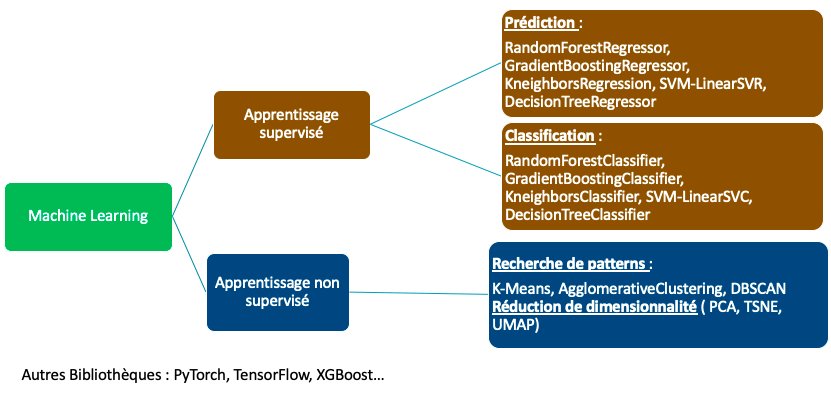 Prédiction :
RandomForestRegressor,
GradientBoostingRegressor,
KneighborsRegression, SVM-LinearSVR,
DecisionTreeRegressor
Apprentissage
supervisé
Classification :
RandomForestClassifier,
GradientBoostingClassifier,
KneighborsClassifier, SVM-LinearSVC,
DecisionTreeClassifier
Machine Learning
Apprentissage non
supervisé
Recherche de patterns :
K-Means, AgglomerativeClustering, DBSCAN
Réduction de dimensionnalité ( PCA, TSNE,
UMAP)
Autres Bibliothèques : PyTorch, TensorFlow, XGBoost...